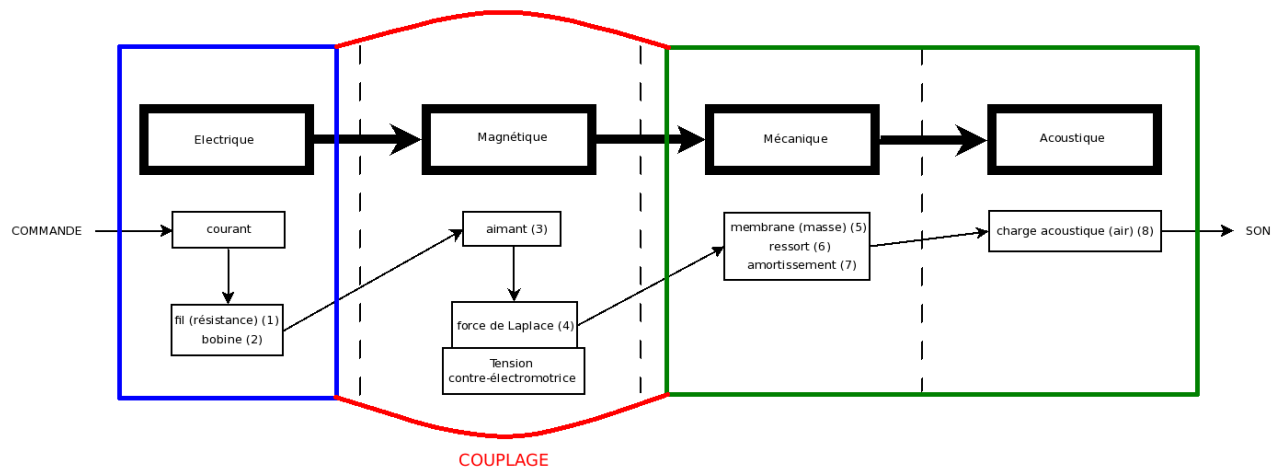 Electrique
Magnétique
Mécanique
Acoustique
COMMANDE
courant
aimant (3)
membrane (masse) (5)
ressort (6)
amortissement (7)
charge acoustique (air) (8)
SON
fil (résistance) (1)
bobine (2)
force de Laplace (4)
Tension
contre-électromotrice
COUPLAGE